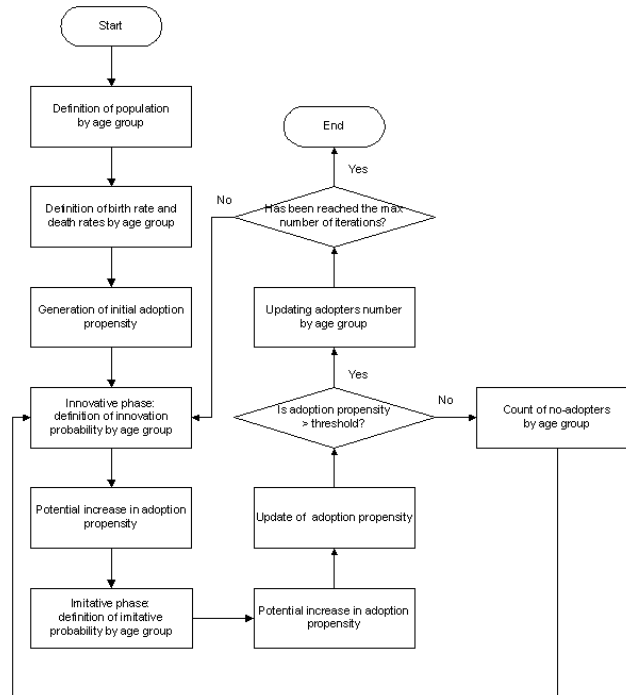 Start
Definition of population
by age group
Definition of birth rate and
death rates by age group
Generation of initial adoption
propensity
Innovative phase:
definition of innovation
probability by age group
Potential increase in adoption
propensity
Imitative phase:
definition of imitative
probability by age group
Potential increase in adoption
propensity
Update of adoption propensity
Is adoption propensity
> threshold?
No
Count of no-adopters
by age group
Yes
Updating adopters number
by age group
Has been reached the max
number of iterations?
No
Yes
End